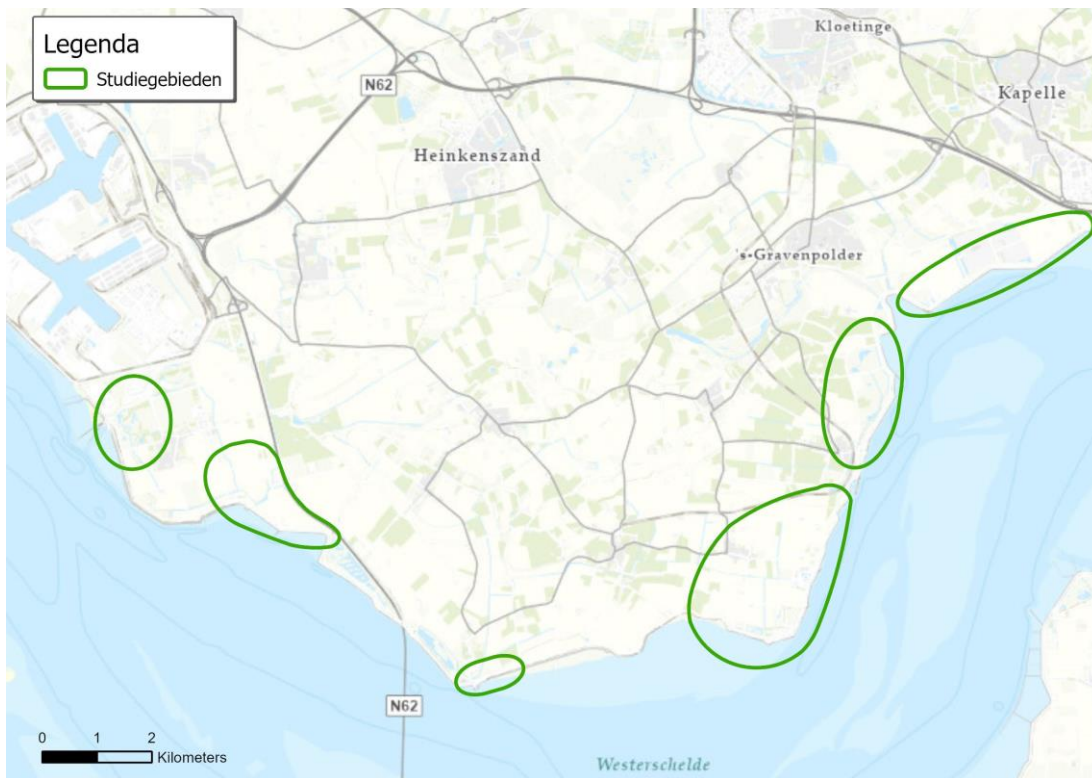 Legenda
Studiegebieden
N62
Kloetinge
Kapelle
Heinkenszand
's-Gravenpolder
N62
0 1 2
Kilometers
Westerschelde